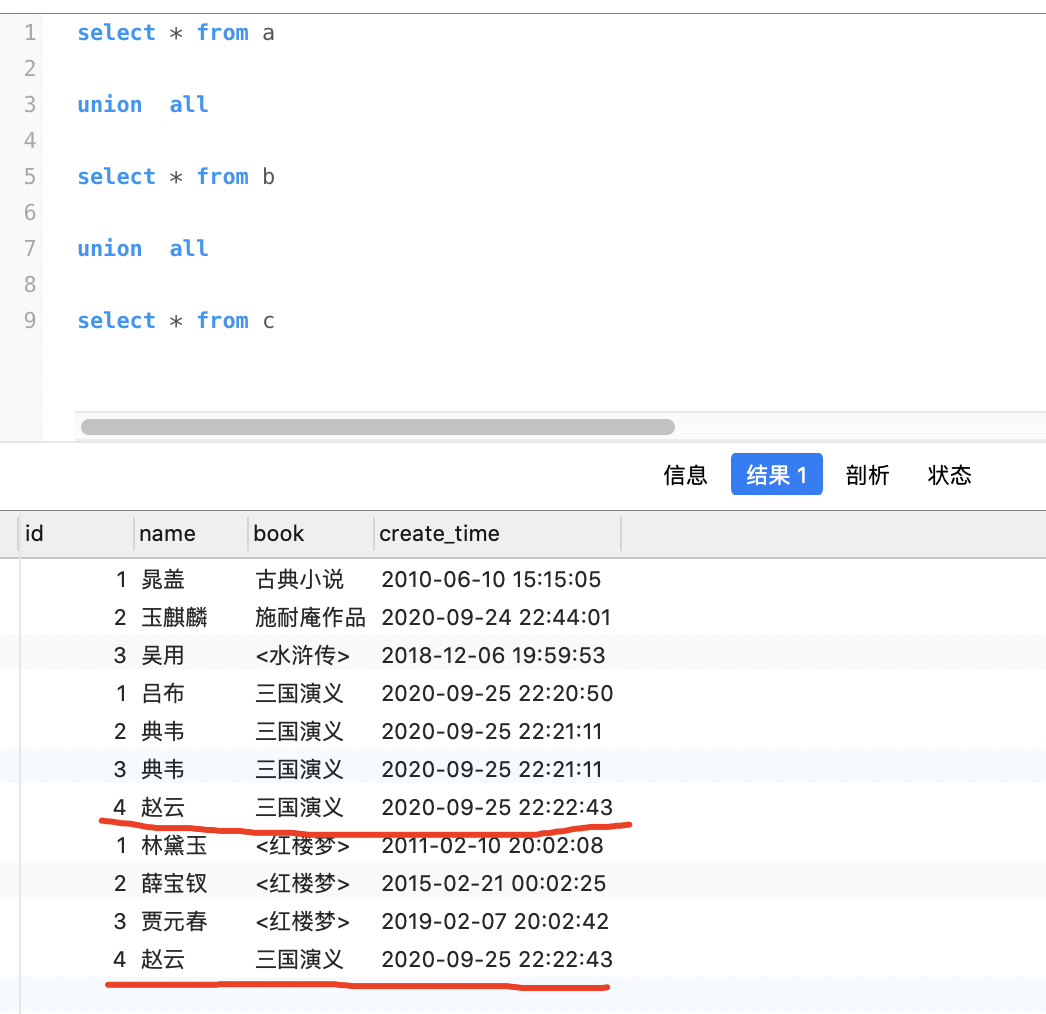 1 select * from a
2
3 union all
4
5 select * from b
6
7 union all
8
9 select * from c
信息 结果 1 剖析 状态
id name book create_time
1 晁盖 古典小说 2010-06-10 15:15:05
2 玉麒麟 施耐庵作品 2020-09-24 22:44:01
3 吴用 <水浒传> 2018-12-06 19:59:53
1 吕布 三国演义 2020-09-25 22:20:50
2 典韦 三国演义 2020-09-25 22:21:11
3 典韦 三国演义 2020-09-25 22:21:11
4 赵云 三国演义 2020-09-25 22:22:43
1 林黛玉 <红楼梦> 2011-02-10 20:02:08
2 薛宝钗 <红楼梦> 2015-02-21 00:02:25
3 贾元春 <红楼梦> 2019-02-07 20:02:42
4 赵云 三国演义 2020-09-25 22:22:43